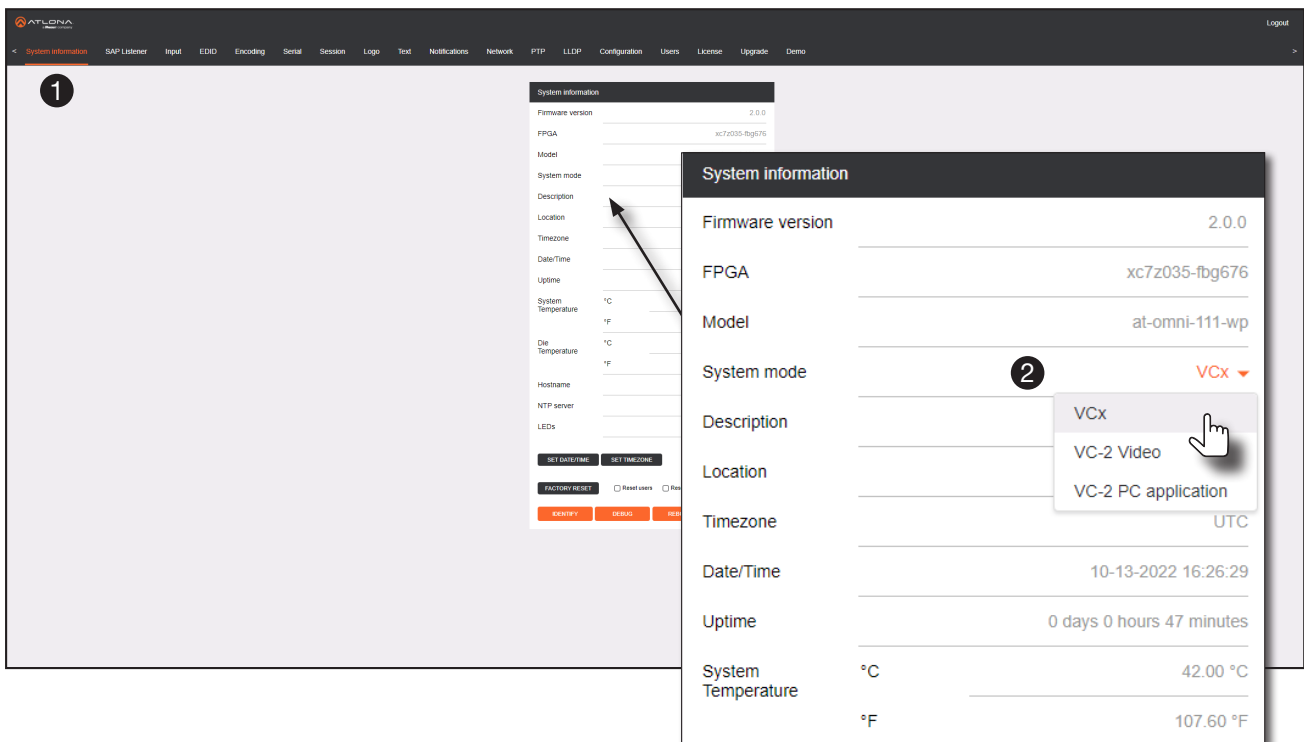 ATLONA
Logout
< System information SAP Listener Input EDID Encoding Serial Session Logo Text Notifications Network PTP LLDP Configuration Users License Upgrade Demo >
1
System information
Firmware version 2.0.0
FPGA xc7z035-fbg676
Model
System mode
Description
Location
Timezone
Date/Time
Uptime
System Temperature °C
°F
Die Temperature °C
°F
Hostname
NTP server
LEDs
SET DATE/TIME SET TIMEZONE
FACTORY RESET Reset users
IDENTIFY DEBUG
System information
Firmware version 2.0.0
FPGA xc7z035-fbg676
Model at-omni-111-wp
System mode 2 VCx
VCx
Description
VC-2 Video
Location
VC-2 PC application
Timezone UTC
Date/Time 10-13-2022 16:26:29
Uptime 0 days 0 hours 47 minutes
System Temperature °C 42.00 °C
°F 107.60 °F